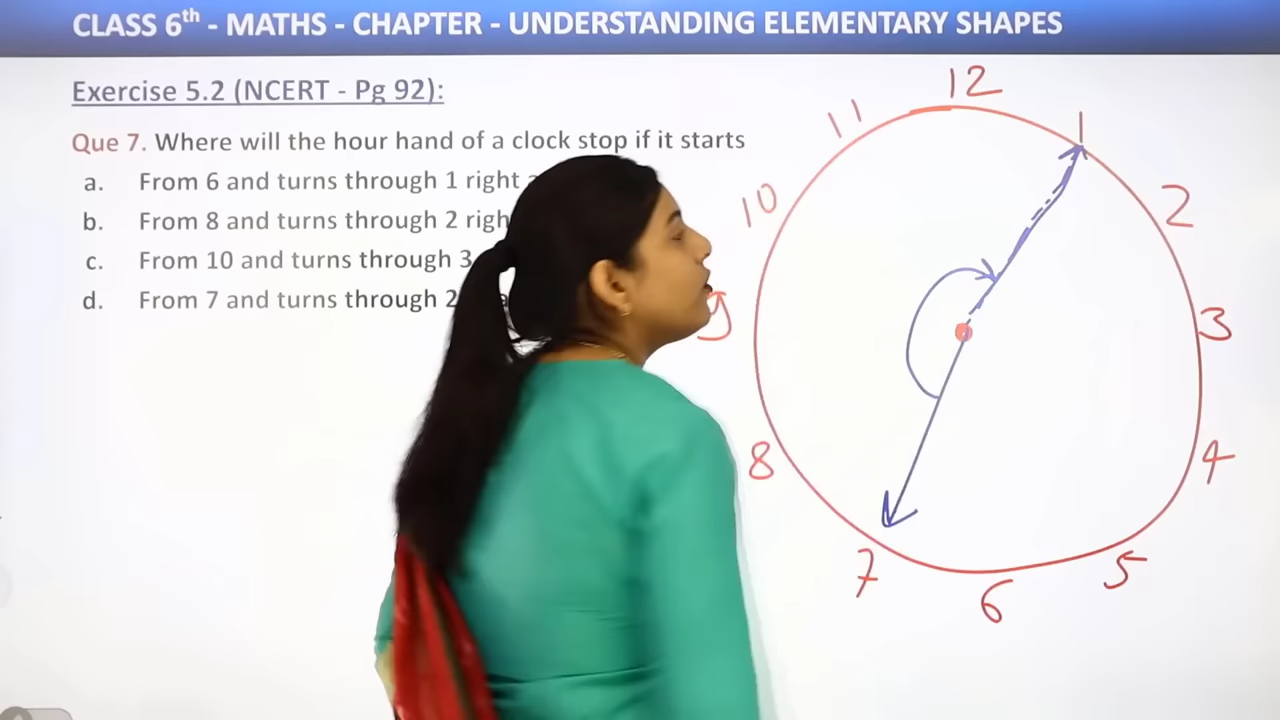 CLASS 6th - MATHS - CHAPTER - UNDERSTANDING ELEMENTARY SHAPES
Exercise 5.2 (NCERT - Pg 92):
Que 7. Where will the hour hand of a clock stop if it starts
a. From 6 and turns through 1 right
b. From 8 and turns through 2
c. From 10 and turns through 3
d. From 7 and turns through 2
12
11
1
10
2
9
3
8
4
7
5
6